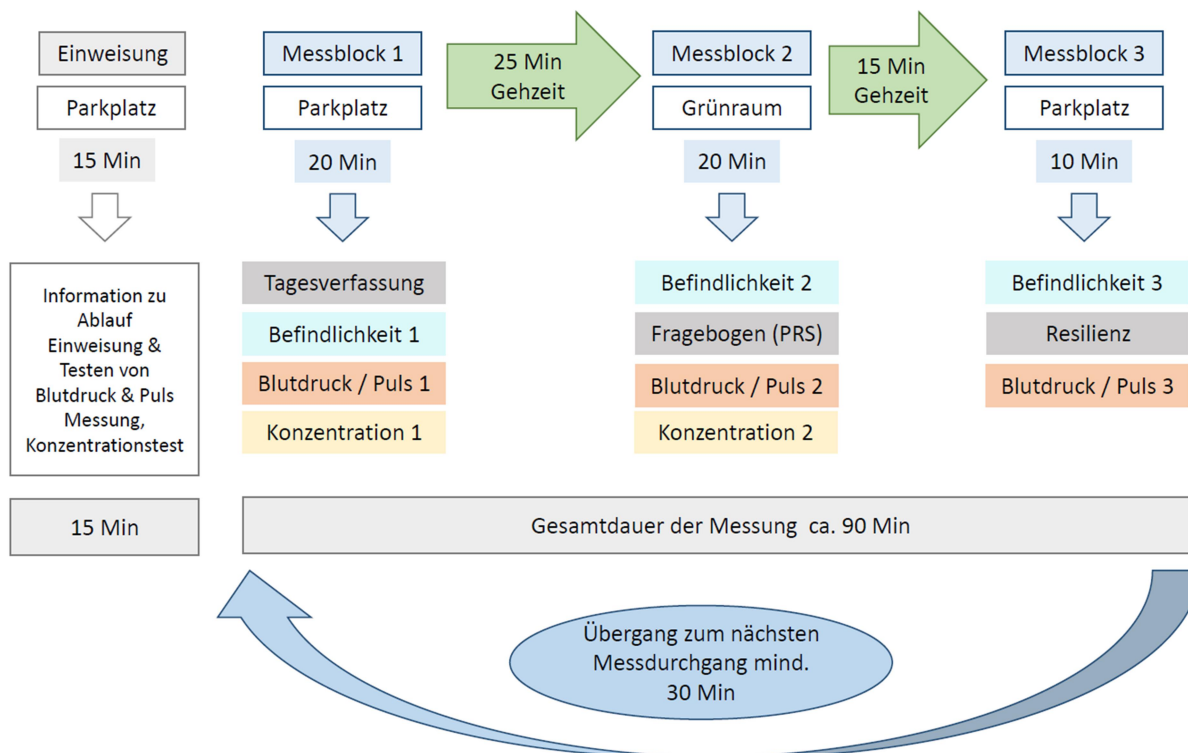 Einweisung
Parkplatz
15 Min
Information zu
Ablauf
Einweisung &
Testen von
Blutdruck & Puls
Messung,
Konzentrationstest
15 Min
Messblock 1
Parkplatz
20 Min
Tagesverfassung
Befindlichkeit 1
Blutdruck / Puls 1
Konzentration 1
25 Min
Gehzeit
Messblock 2
Grünraum
20 Min
Befindlichkeit 2
Fragebogen (PRS)
Blutdruck / Puls 2
Konzentration 2
15 Min
Gehzeit
Messblock 3
Parkplatz
10 Min
Befindlichkeit 3
Resilienz
Blutdruck / Puls 3
Gesamtdauer der Messung ca. 90 Min
Übergang zum nächsten
Messdurchgang mind.
30 Min